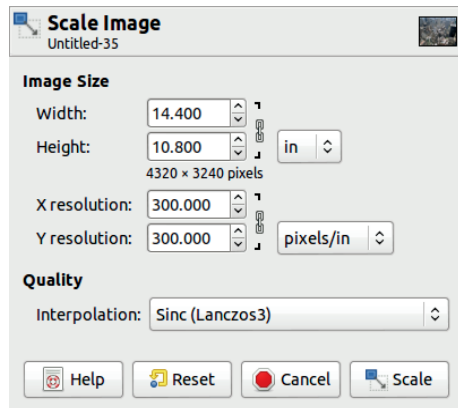 Scale Image
Untitled-35
Image Size
Width: 14.400
Height: 10.800 in
4320 × 3240 pixels
X resolution: 300.000
Y resolution: 300.000 pixels/in
Quality
Interpolation: Sinc (Lanczos3)
Help Reset Cancel Scale